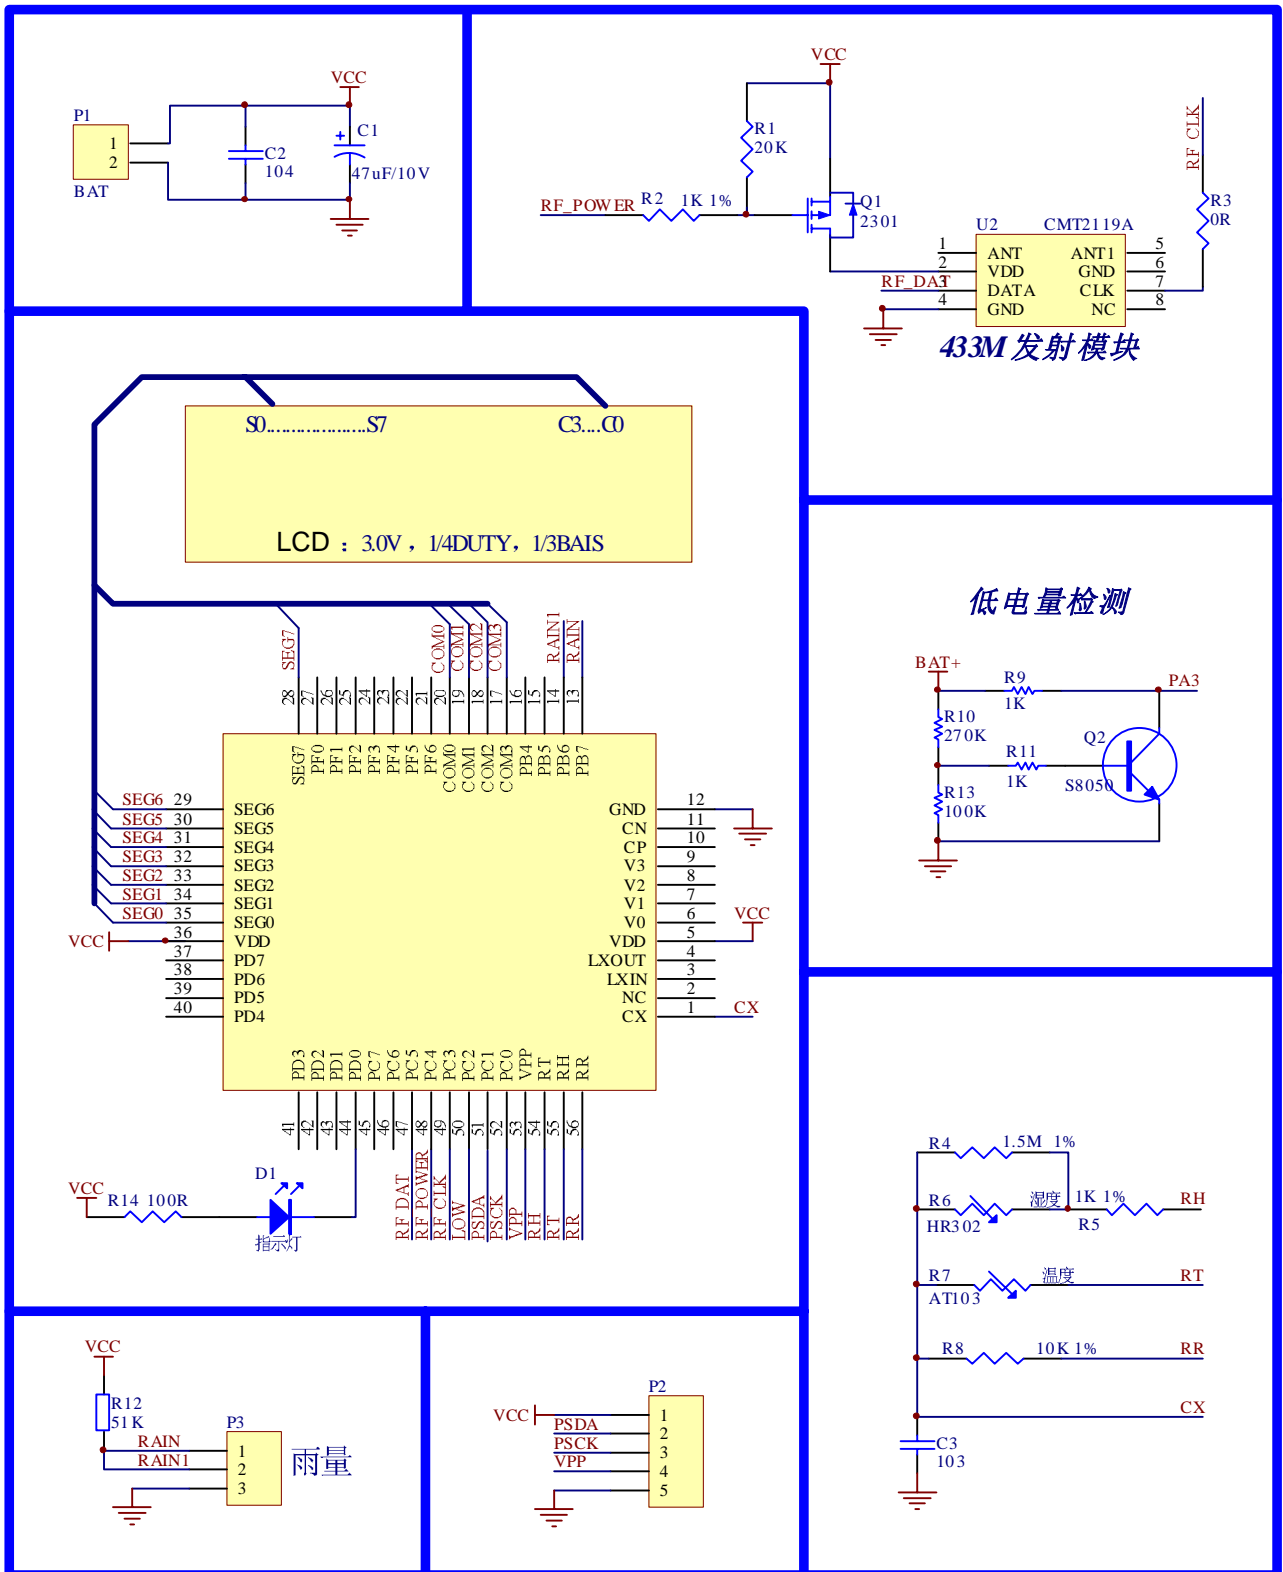 P1
1
2
BAT
VCC
C2
104
C1
47uF/10V
VCC
R1
20K
RF_POWER
R2
1K 1%
Q1
2301
RF_CLK
R3
0R
U2
CMT2119A
1
2
3
4
RF_DAT
ANT
VDD
DATA
GND
ANT1
GND
CLK
NC
5
6
7
8
433M 发射模块
S0...................S7
C3....C0
LCD : 3.0V , 1/4DUTY, 1/3BAIS
SEG7
COM0
COM1
COM2
COM3
RAIN1
RAIN
28
27
26
25
24
23
22
21
20
19
18
17
16
15
14
13
SEG7
PF0
PF1
PF2
PF3
PF4
PF5
PF6
COM0
COM1
COM2
COM3
PB4
PB5
PB6
PB7
SEG6 29 SEG6
SEG5 30 SEG5
SEG4 31 SEG4
SEG3 32 SEG3
SEG2 33 SEG2
SEG1 34 SEG1
SEG0 35 SEG0
VCC 36 VDD
37 PD7
38 PD6
39 PD5
40 PD4
GND 12
CN 11
CP 10
V3 9
V2 8
V1 7
V0 6
VDD 5
VCC
LXOUT 4
LXIN 3
NC 2
CX 1
CX
PD3
PD2
PD1
PD0
PC7
PC6
PC5
PC4
PC3
PC2
PC1
PC0
VPP
RT
RH
RR
41
42
43
44
45
46
47
48
49
50
51
52
53
54
55
56
RF_DAT
RF_POWER
RF_CLK
LOW
PSDA
PSCK
VPP
RH
RT
RR
VCC
R14 100R
D1
指示灯
低电量检测
BAT+
R9
1K
PA3
R10
270K
R11
1K
Q2
S8050
R13
100K
R4
1.5M 1%
R6
HR302
湿度
1K 1%
R5
RH
R7
AT103
温度
RT
R8
10K 1%
RR
CX
C3
103
VCC
R12
51K
RAIN
RAIN1
P3
1
2
3
雨量
P2
VCC
PSDA
PSCK
VPP
1
2
3
4
5